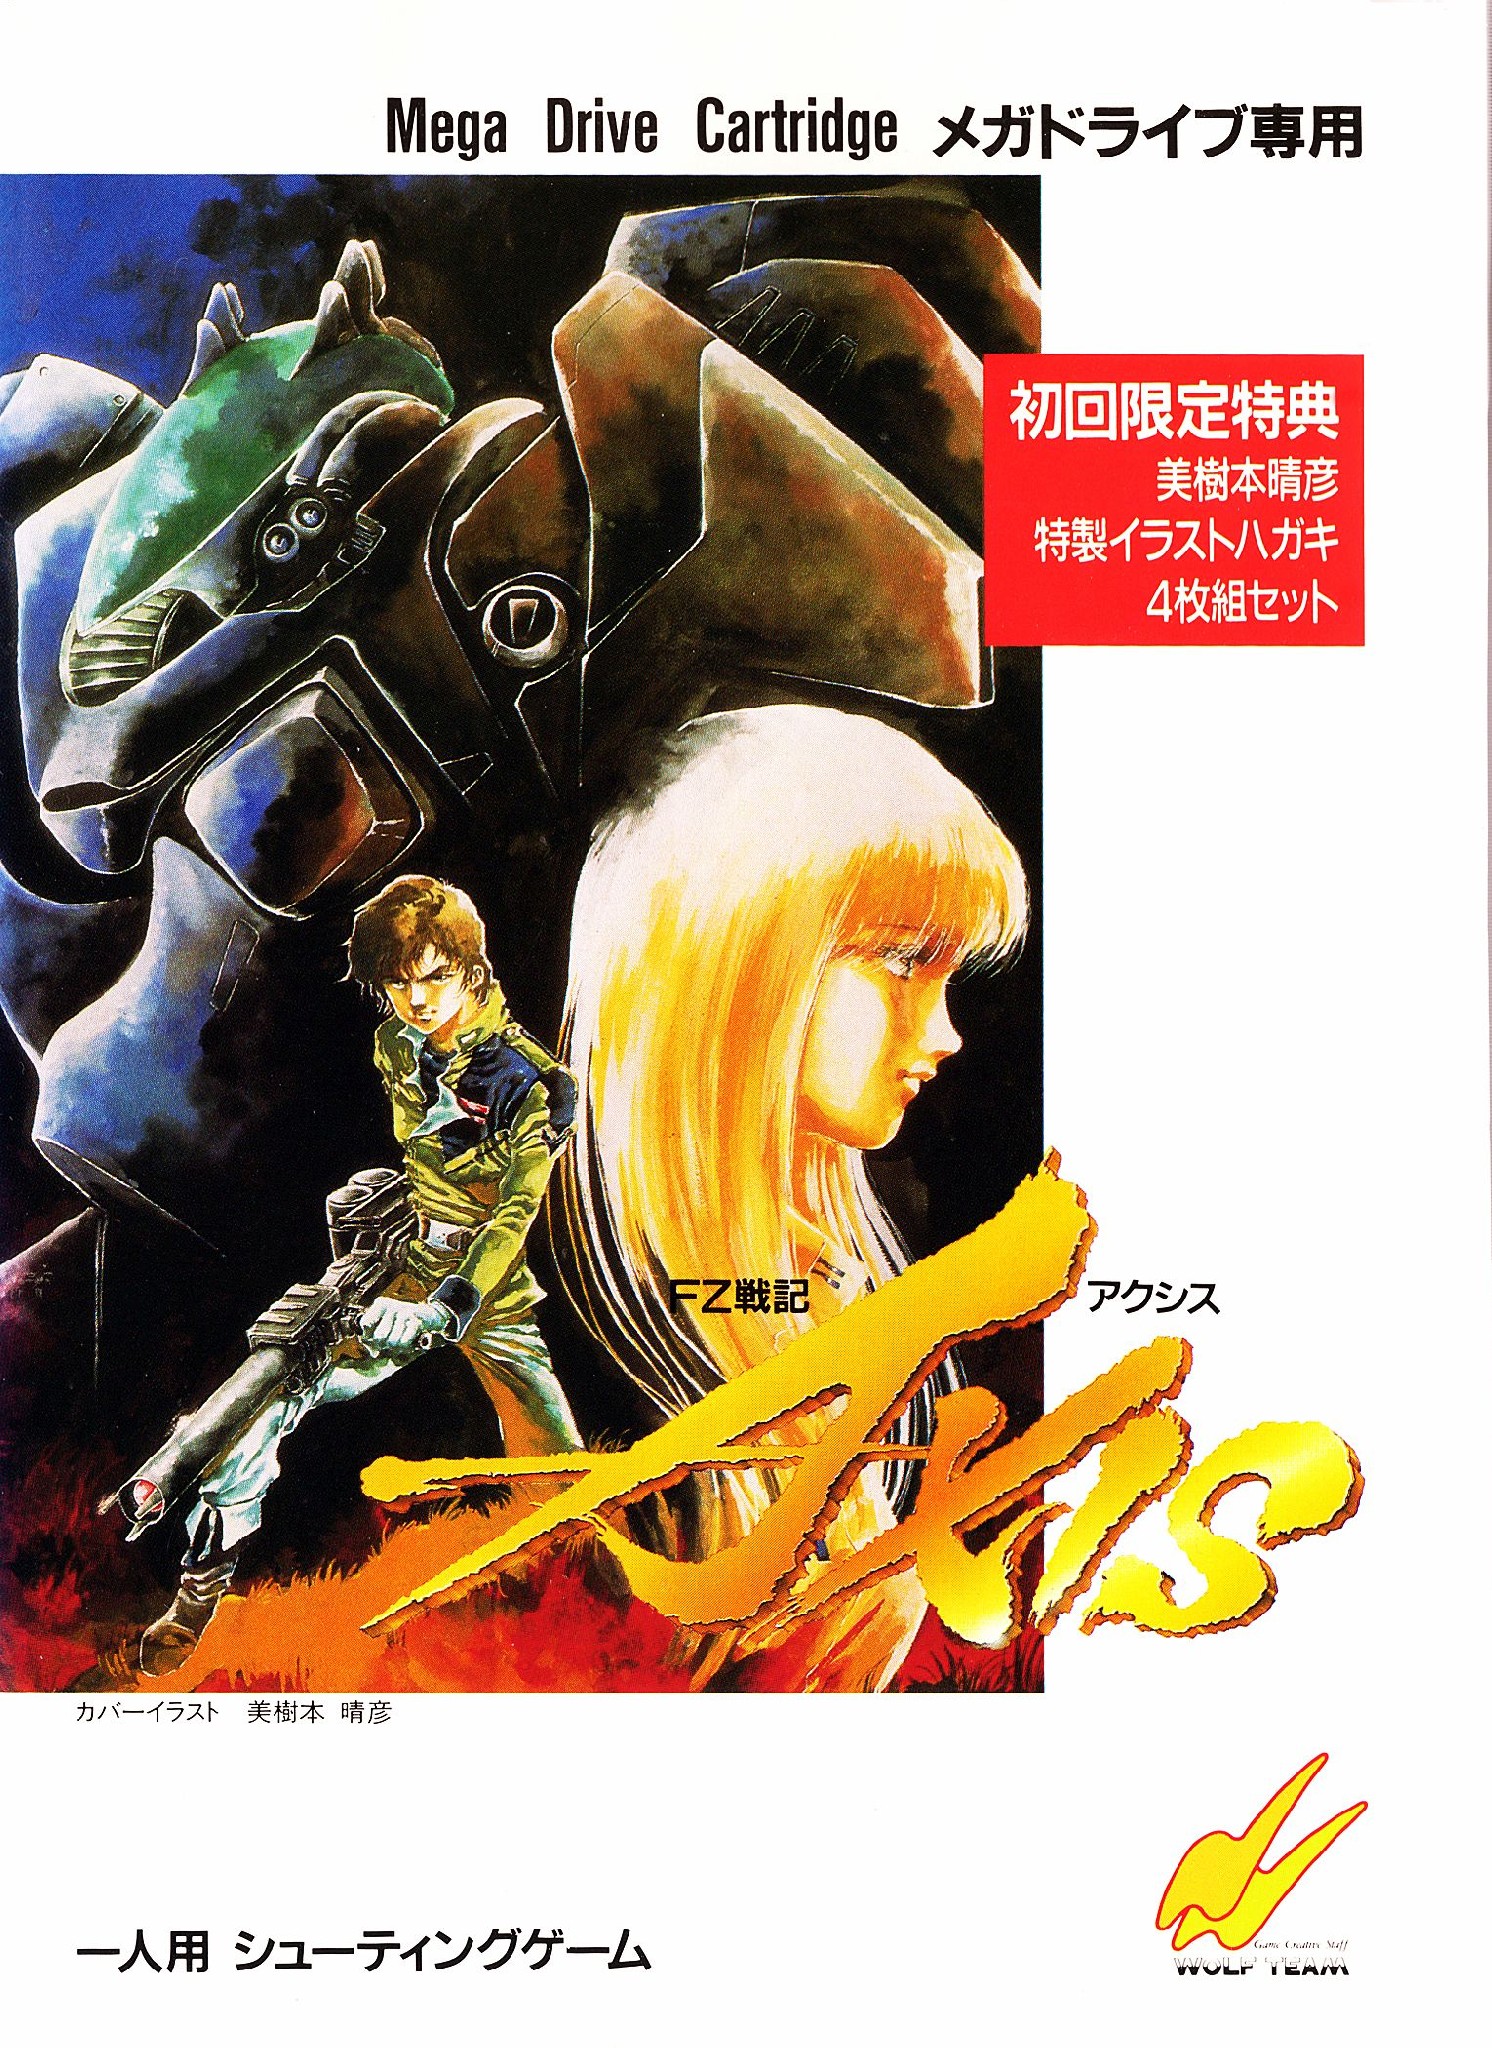 Mega Drive Cartridge メガドライブ専用
初回限定特典
美樹本晴彦
特製イラストハガキ
4枚組セット
FZ戦記
アクシス
AXIS
カバーイラスト 美樹本 晴彦
一人用 シューティングゲーム
Game Creative Staff
WOLF TEAM